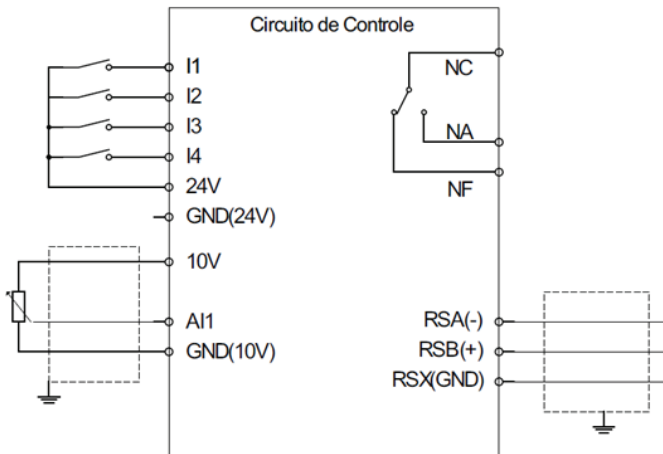 Circuito de Controle
I1
I2
I3
I4
24V
GND(24V)
10V
AI1
GND(10V)
NC
NA
NF
RSA(-)
RSB(+)
RSX(GND)